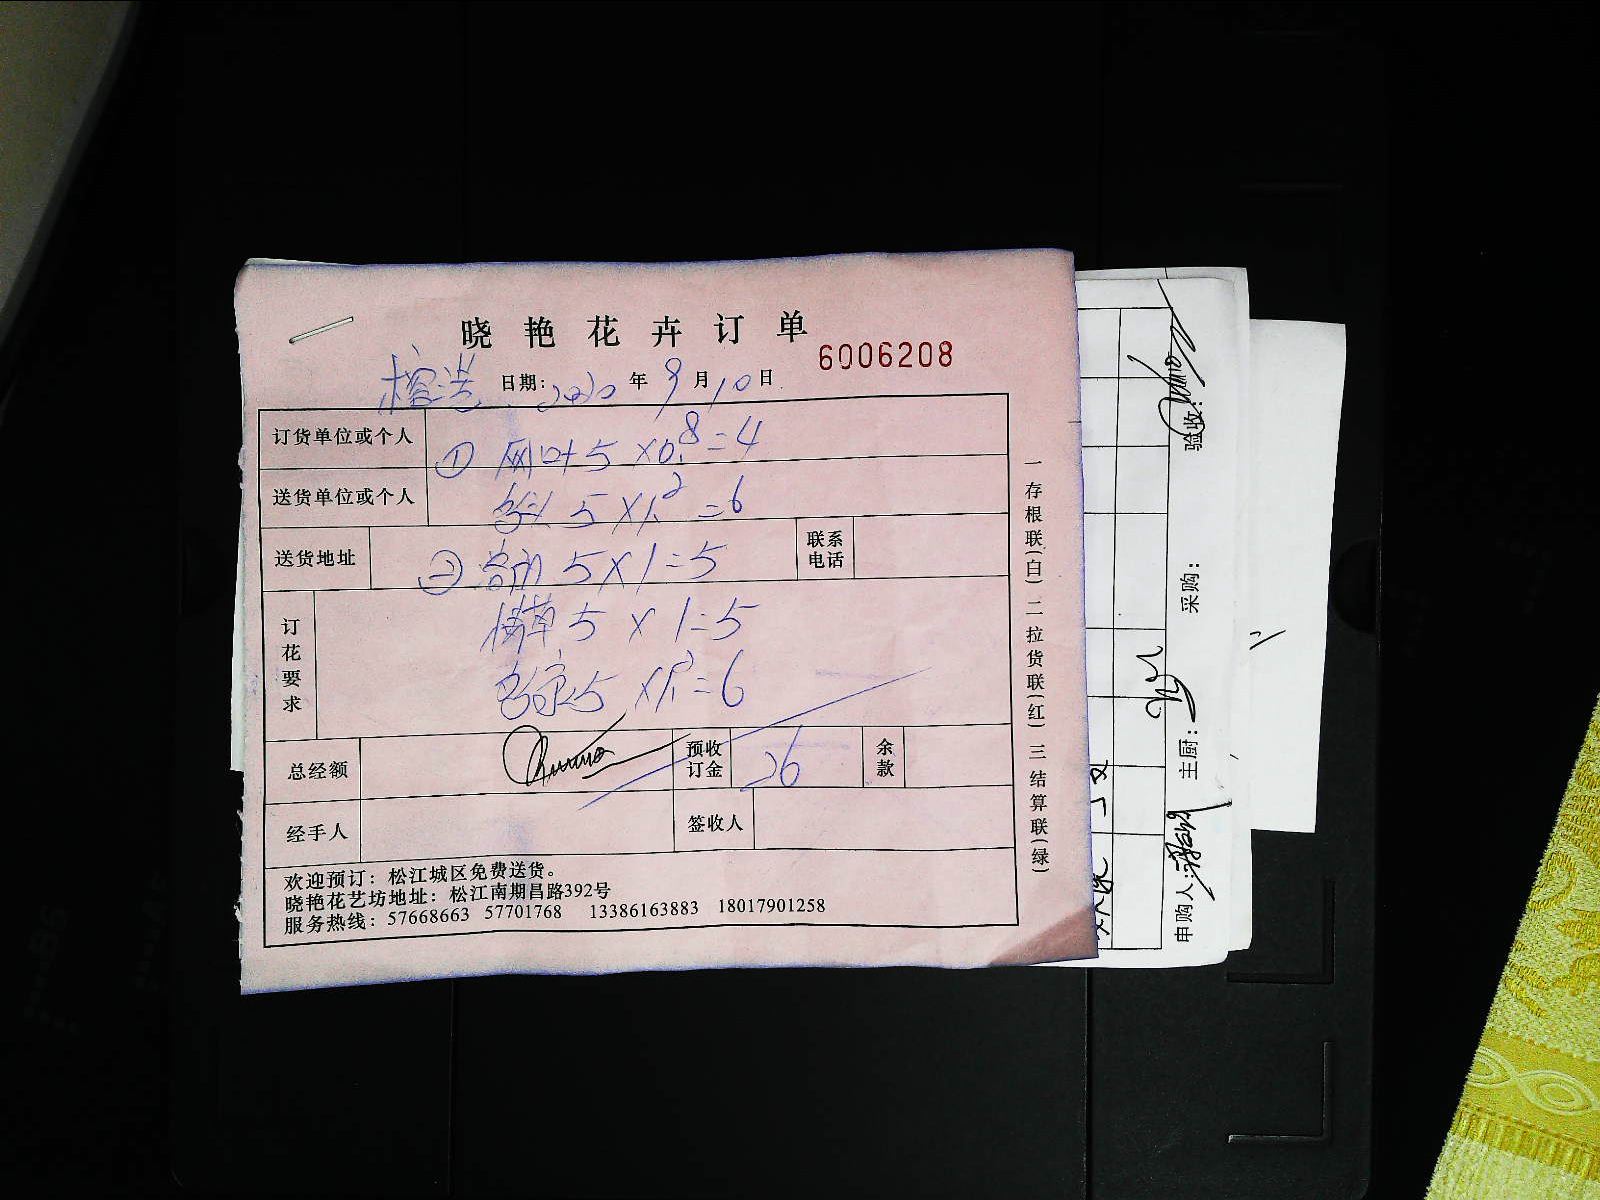 晓艳花卉订单
6006208
榕港 日期: 2020 年 9 月 10 日
订货单位或个人
① 网叶 5 × 0.8 = 4
送货单位或个人
5 × 1.2 = 6
送货地址
② 5 × 1 = 5
联系电话
订花要求
草 5 × 1 = 5
5 × 1.2 = 6
总经额
预收订金 26
余款
经手人
签收人
欢迎预订: 松江城区免费送货。
晓艳花艺坊地址: 松江南期昌路392号
服务热线: 57668663 57701768 13386163883 18017901258
一存根联(白) 二拉货联(红) 三结算联(绿)
验收:
采购:
主厨:
申购人: